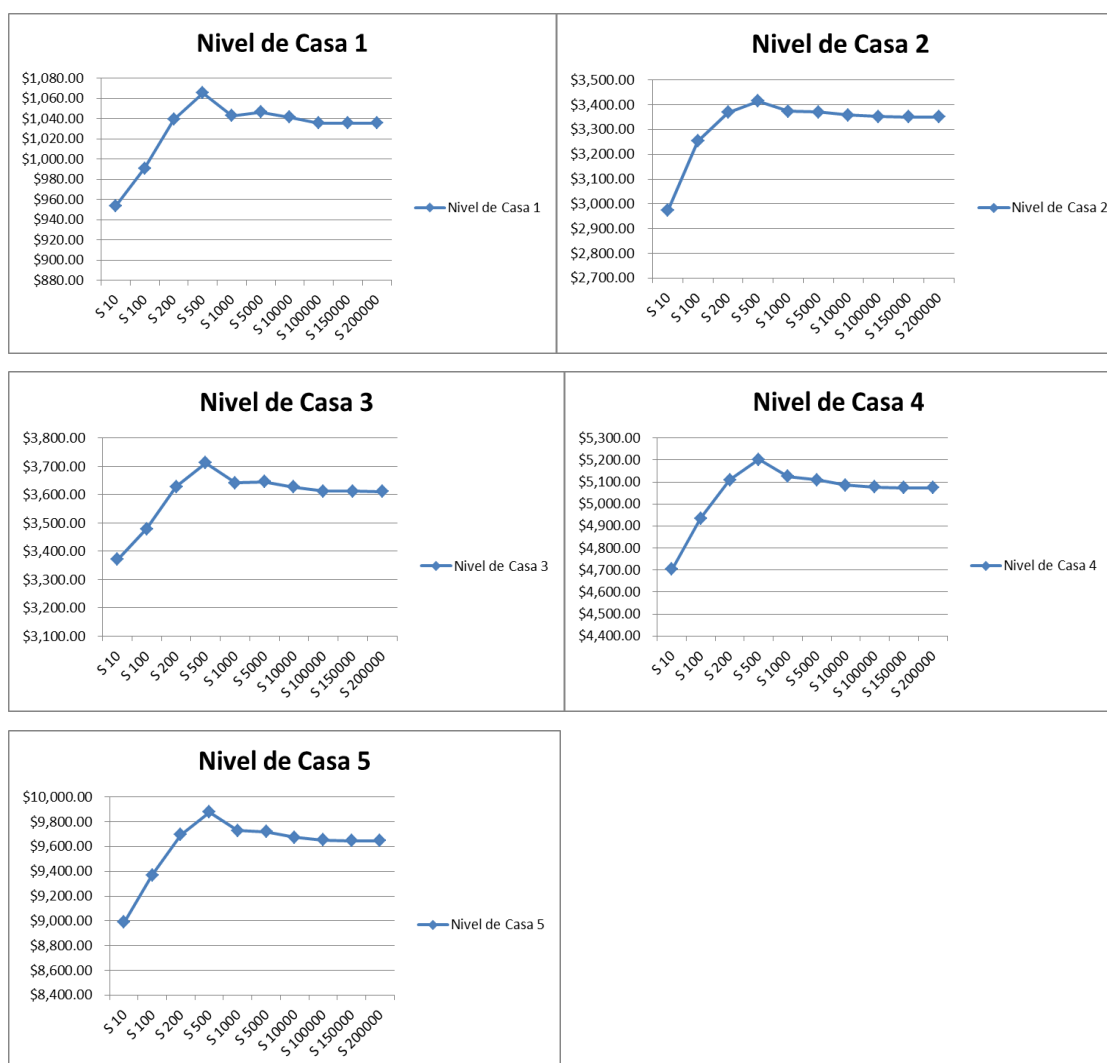 Nivel de Casa 1
$1,080.00
$1,060.00
$1,040.00
$1,020.00
$1,000.00
$980.00
$960.00
$940.00
$920.00
$900.00
$880.00
S 10
S 100
S 200
S 500
S 1000
S 5000
S 10000
S 100000
S 150000
S 200000
Nivel de Casa 1
Nivel de Casa 2
$3,500.00
$3,400.00
$3,300.00
$3,200.00
$3,100.00
$3,000.00
$2,900.00
$2,800.00
$2,700.00
S 10
S 100
S 200
S 500
S 1000
S 5000
S 10000
S 100000
S 150000
S 200000
Nivel de Casa 2
Nivel de Casa 3
$3,800.00
$3,700.00
$3,600.00
$3,500.00
$3,400.00
$3,300.00
$3,200.00
$3,100.00
S 10
S 100
S 200
S 500
S 1000
S 5000
S 10000
S 100000
S 150000
S 200000
Nivel de Casa 3
Nivel de Casa 4
$5,300.00
$5,200.00
$5,100.00
$5,000.00
$4,900.00
$4,800.00
$4,700.00
$4,600.00
$4,500.00
$4,400.00
S 10
S 100
S 200
S 500
S 1000
S 5000
S 10000
S 100000
S 150000
S 200000
Nivel de Casa 4
Nivel de Casa 5
$10,000.00
$9,800.00
$9,600.00
$9,400.00
$9,200.00
$9,000.00
$8,800.00
$8,600.00
$8,400.00
S 10
S 100
S 200
S 500
S 1000
S 5000
S 10000
S 100000
S 150000
S 200000
Nivel de Casa 5